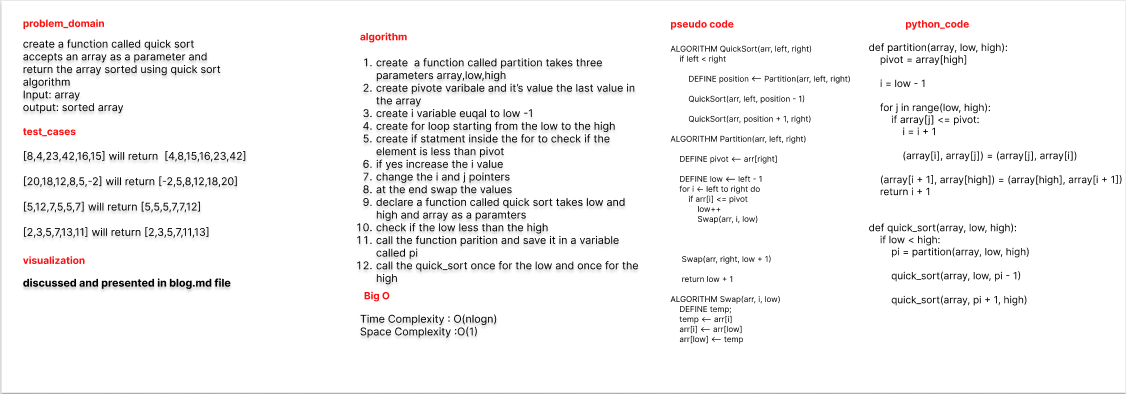 problem_domain
create a function called quick sort
accepts an array as a parameter and
return the array sorted using quick sort
algorithm
Input: array
output: sorted array
test_cases
[8,4,23,42,16,15] will return [4,8,15,16,23,42]
[20,18,12,8,5,-2] will return [-2,5,8,12,18,20]
[5,12,7,5,5,7] will return [5,5,5,7,7,12]
[2,3,5,7,13,11] will return [2,3,5,7,11,13]
visualization
discussed and presented in blog.md file
algorithm
1. create a function called partition takes three
parameters array,low,high
2. create pivote varibale and it's value the last value in
the array
3. create i variable euqal to low -1
4. create for loop starting from the low to the high
5. create if statment inside the for to check if the
element is less than pivot
6. if yes increase the i value
7. change the i and j pointers
8. at the end swap the values
9. declare a function called quick sort takes low and
high and array as a paramters
10. check if the low less than the high
11. call the function parition and save it in a variable
called pi
12. call the quick_sort once for the low and once for the
high
Big O
Time Complexity : O(nlogn)
Space Complexity :O(1)
pseudo code
ALGORITHM QuickSort(arr, left, right)
if left < right
DEFINE position <-- Partition(arr, left, right)
QuickSort(arr, left, position - 1)
QuickSort(arr, position + 1, right)
ALGORITHM Partition(arr, left, right)
DEFINE pivot <-- arr[right]
DEFINE low <-- left - 1
for i <- left to right do
if arr[i] <= pivot
low++
Swap(arr, i, low)
Swap(arr, right, low + 1)
return low + 1
ALGORITHM Swap(arr, i, low)
DEFINE temp;
temp <-- arr[i]
arr[i] <-- arr[low]
arr[low] <-- temp
python_code
def partition(array, low, high):
pivot = array[high]
i = low - 1
for j in range(low, high):
if array[j] <= pivot:
i = i + 1
(array[i], array[j]) = (array[j], array[i])
(array[i + 1], array[high]) = (array[high], array[i + 1])
return i + 1
def quick_sort(array, low, high):
if low < high:
pi = partition(array, low, high)
quick_sort(array, low, pi - 1)
quick_sort(array, pi + 1, high)